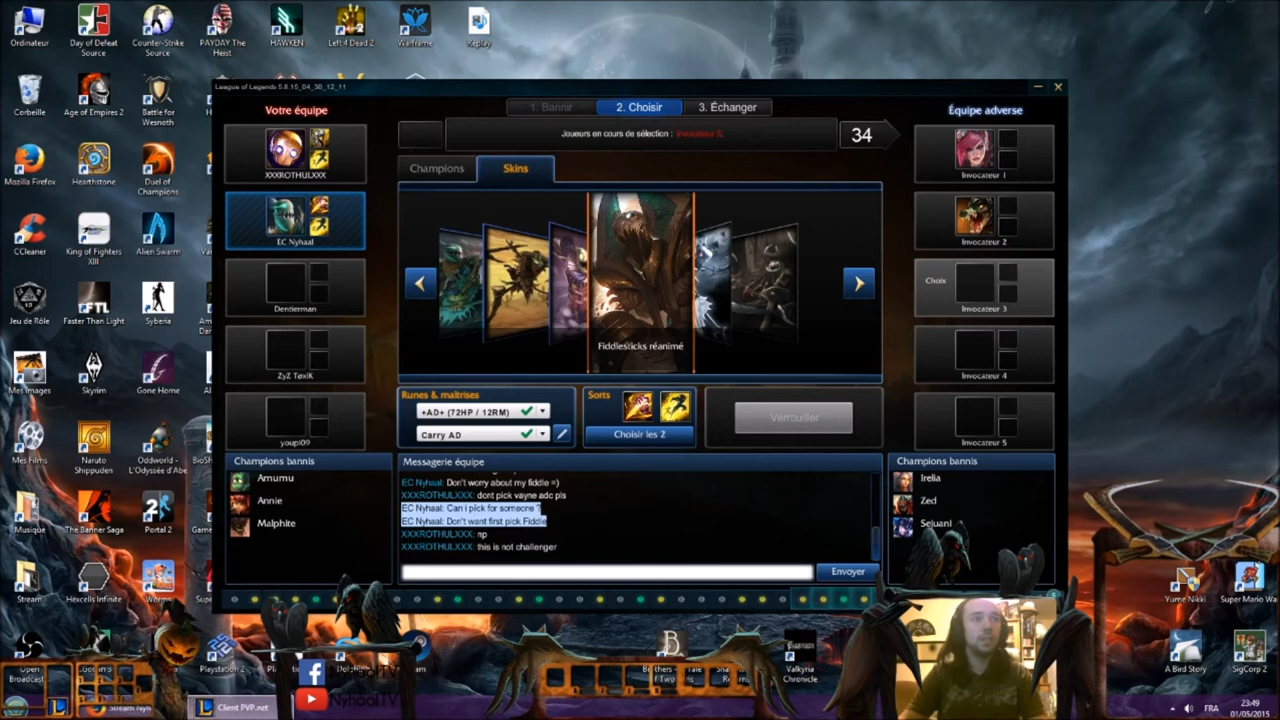 Ordinateur
Day of Defeat Source
Counter-Strike Source
PAYDAY The Heist
HAWKEN
Left 4 Dead 2
Warframe
Replay
Corbeille
Age of Empires 2
Battle for Wesnoth
Mozilla Firefox
Hearthstone
Duel of Champions
CCleaner
King of Fighters XIII
Alien Swarm
Jeu de Rôle
Faster Than Light
Syberia
Mes Images
Skyrim
Gone Home
Mes Films
Naruto Shippuden
Oddworld - L'Odyssée d'Abe
Musique
The Banner Saga
Portal 2
Stream
Hexcells Infinite
Worms
Open Broadcast
Playstation 2
League of Legends 5.8.15_04_30_12_11
Votre équipe
1. Bannir
2. Choisir
3. Échanger
Équipe adverse
Joueurs en cours de sélection : Invocateur 3.
34
XXXROTHULXXX
EC Nyhaal
Dentierman
ZyZ ToxiK
youpi09
Champions
Skins
Fiddlesticks réanimé
Invocateur 1
Invocateur 2
Choix
Invocateur 3
Invocateur 4
Invocateur 5
Runes & maîtrises
+AD+ (72HP / 12RM)
Carry AD
Sorts
Choisir les 2
Verrouiller
Champions bannis
Amumu
Annie
Malphite
Messagerie équipe
EC Nyhaal: Don't worry about my fiddle =)
XXXROTHULXXX: dont pick vayne adc pls
EC Nyhaal: Can i pick for someone ?
EC Nyhaal: Don't want first pick Fiddle
XXXROTHULXXX: np
XXXROTHULXXX: this is not challenger
Envoyer
Champions bannis
Irelia
Zed
Sejuani
Yume Nikki
A Bird Story
SigCorp 2
Valkyria Chronicle
NyhaalTV
NyhaalTV
Client PVP.net
FRA
23:49
01/05/2015